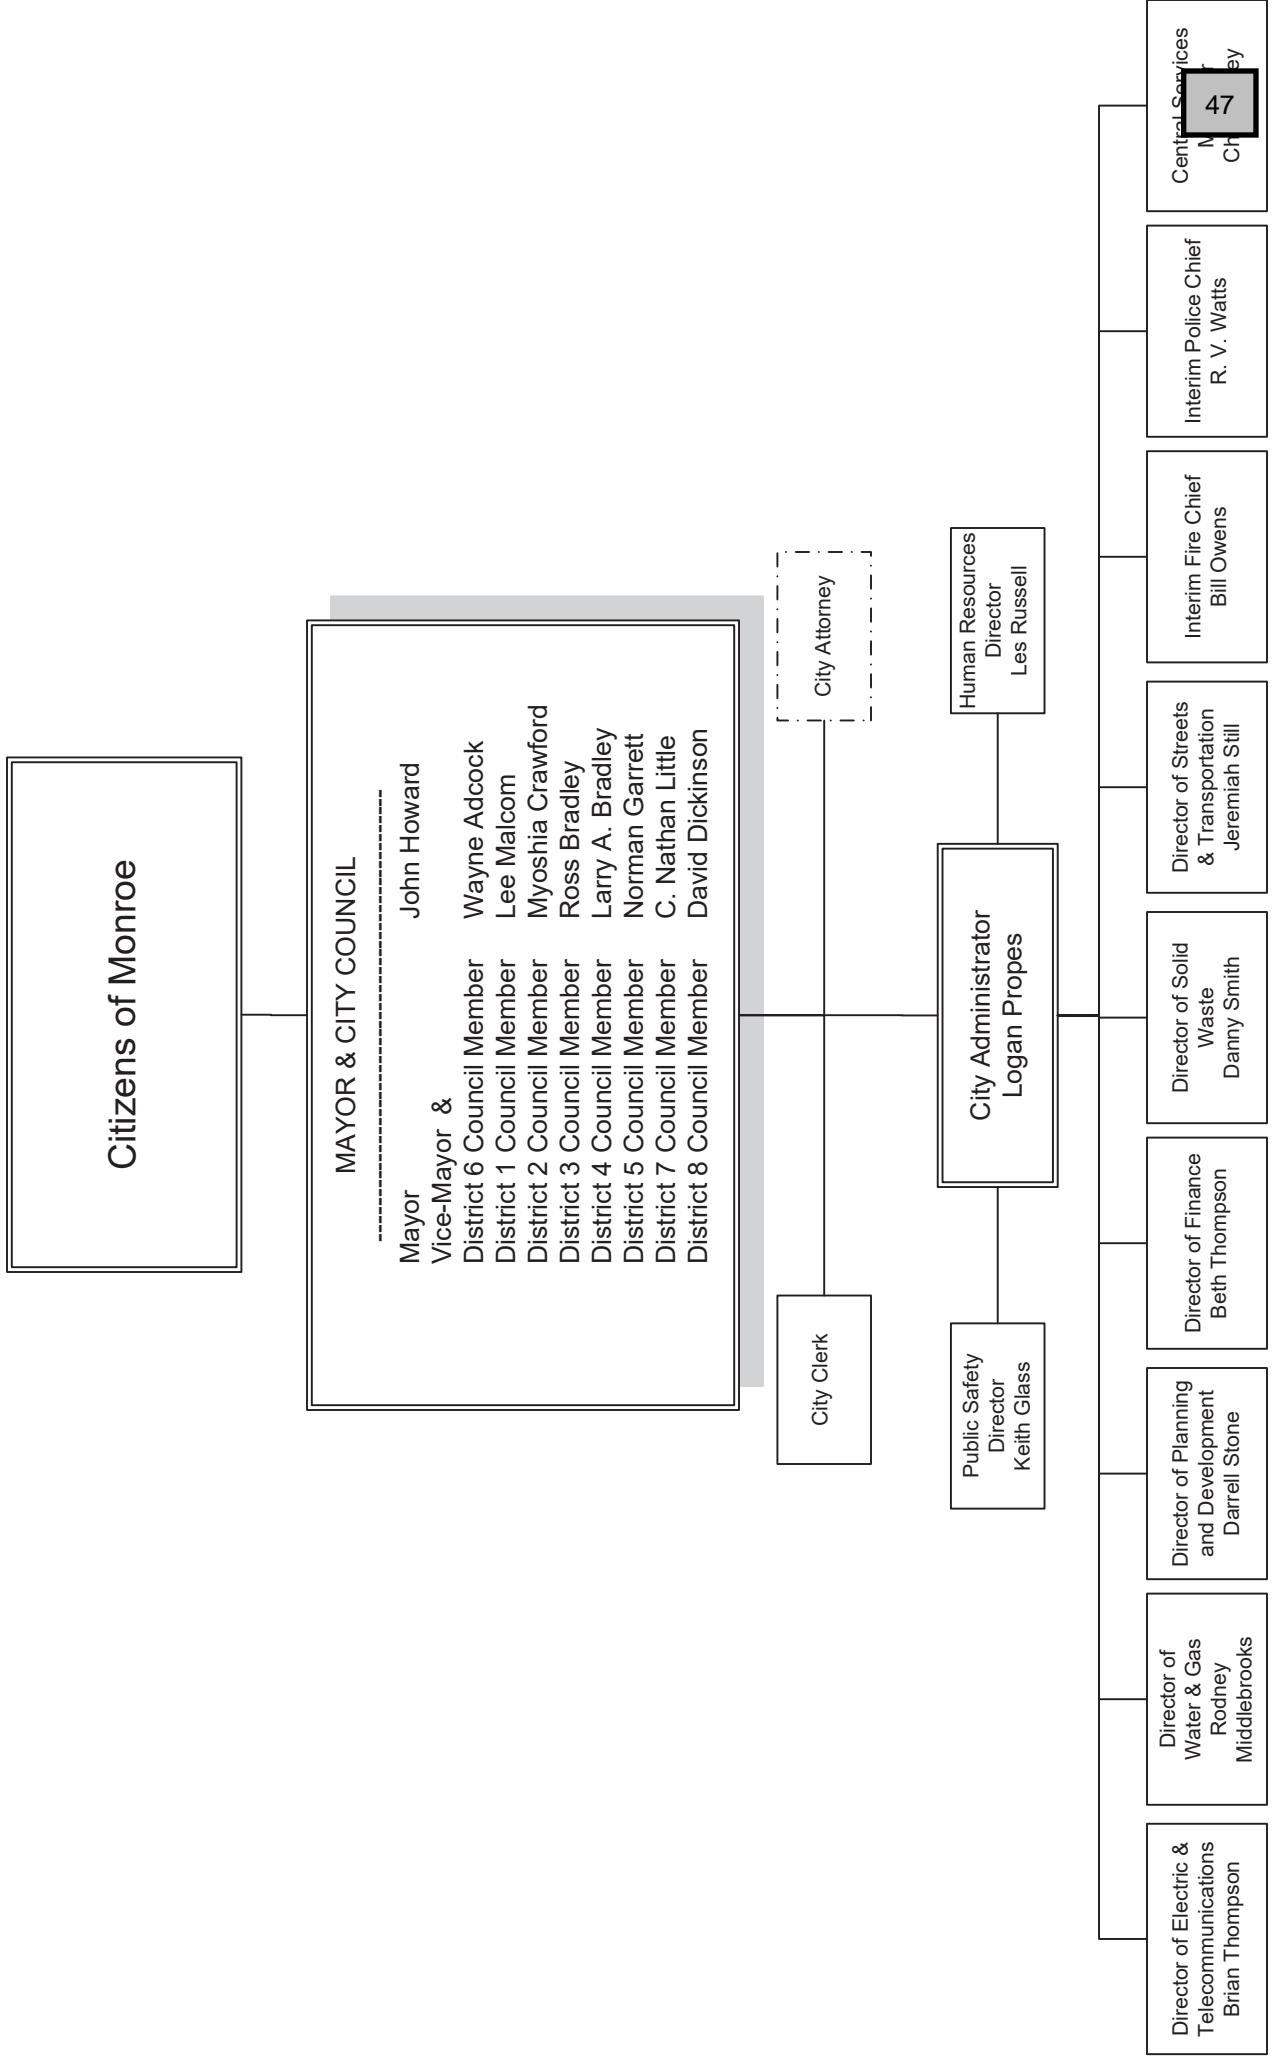 Citizens of Monroe
MAYOR & CITY COUNCIL
Mayor John Howard
Vice-Mayor &
District 6 Council Member Wayne Adcock
District 1 Council Member Lee Malcom
District 2 Council Member Myoshia Crawford
District 3 Council Member Ross Bradley
District 4 Council Member Larry A. Bradley
District 5 Council Member Norman Garrett
District 7 Council Member C. Nathan Little
District 8 Council Member David Dickinson
City Clerk
City Attorney
Public Safety
Director
Keith Glass
City Administrator
Logan Propes
Human Resources
Director
Les Russell
Director of Electric &
Telecommunications
Brian Thompson
Director of
Water & Gas
Rodney
Middlebrooks
Director of Planning
and Development
Darrell Stone
Director of Finance
Beth Thompson
Director of Solid
Waste
Danny Smith
Director of Streets
& Transportation
Jeremiah Still
Interim Fire Chief
Bill Owens
Interim Police Chief
R. V. Watts
Central Services
47